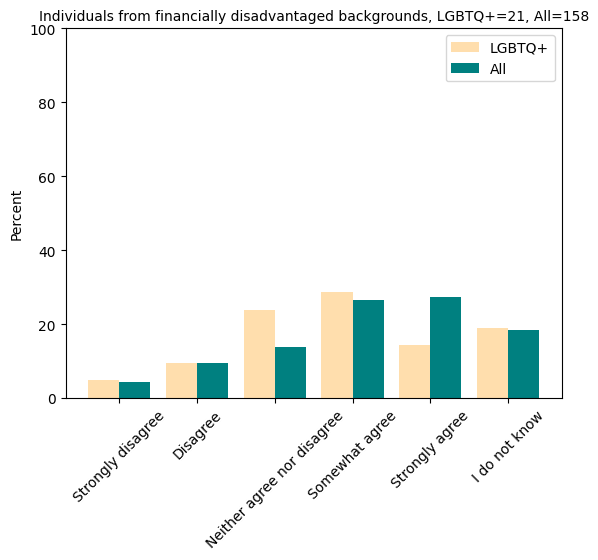 Individuals from financially disadvantaged backgrounds, LGBTQ+=21, All=158
100
80
60
40
20
0
Percent
LGBTQ+
All
Strongly disagree
Disagree
Neither agree nor disagree
Somewhat agree
Strongly agree
I do not know